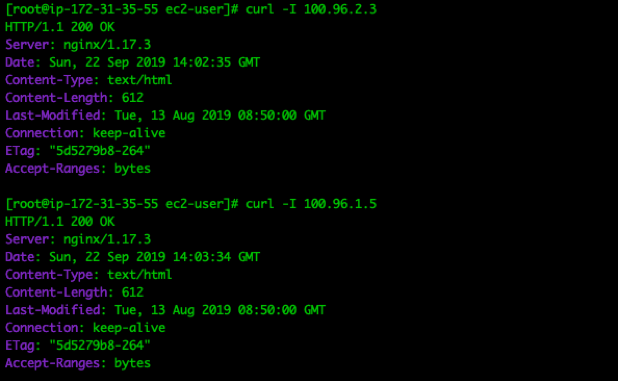 [root@ip-172-31-35-55 ec2-user]# curl -I 100.96.2.3
HTTP/1.1 200 OK
Server: nginx/1.17.3
Date: Sun, 22 Sep 2019 14:02:35 GMT
Content-Type: text/html
Content-Length: 612
Last-Modified: Tue, 13 Aug 2019 08:50:00 GMT
Connection: keep-alive
ETag: "5d5279b8-264"
Accept-Ranges: bytes

[root@ip-172-31-35-55 ec2-user]# curl -I 100.96.1.5
HTTP/1.1 200 OK
Server: nginx/1.17.3
Date: Sun, 22 Sep 2019 14:03:34 GMT
Content-Type: text/html
Content-Length: 612
Last-Modified: Tue, 13 Aug 2019 08:50:00 GMT
Connection: keep-alive
ETag: "5d5279b8-264"
Accept-Ranges: bytes